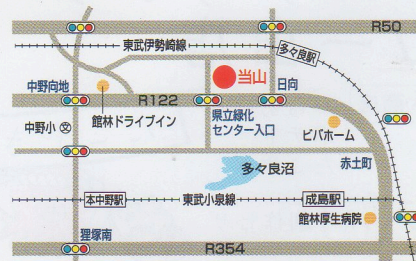 R50
東武伊勢崎線
多々良駅
当山
中野向地
日向
R122
館林ドライブイン
県立緑化
センター入口
中野小
文
ビバホーム
赤土町
多々良沼
本中野駅
東武小泉線
成島駅
館林厚生病院
狸塚南
R354